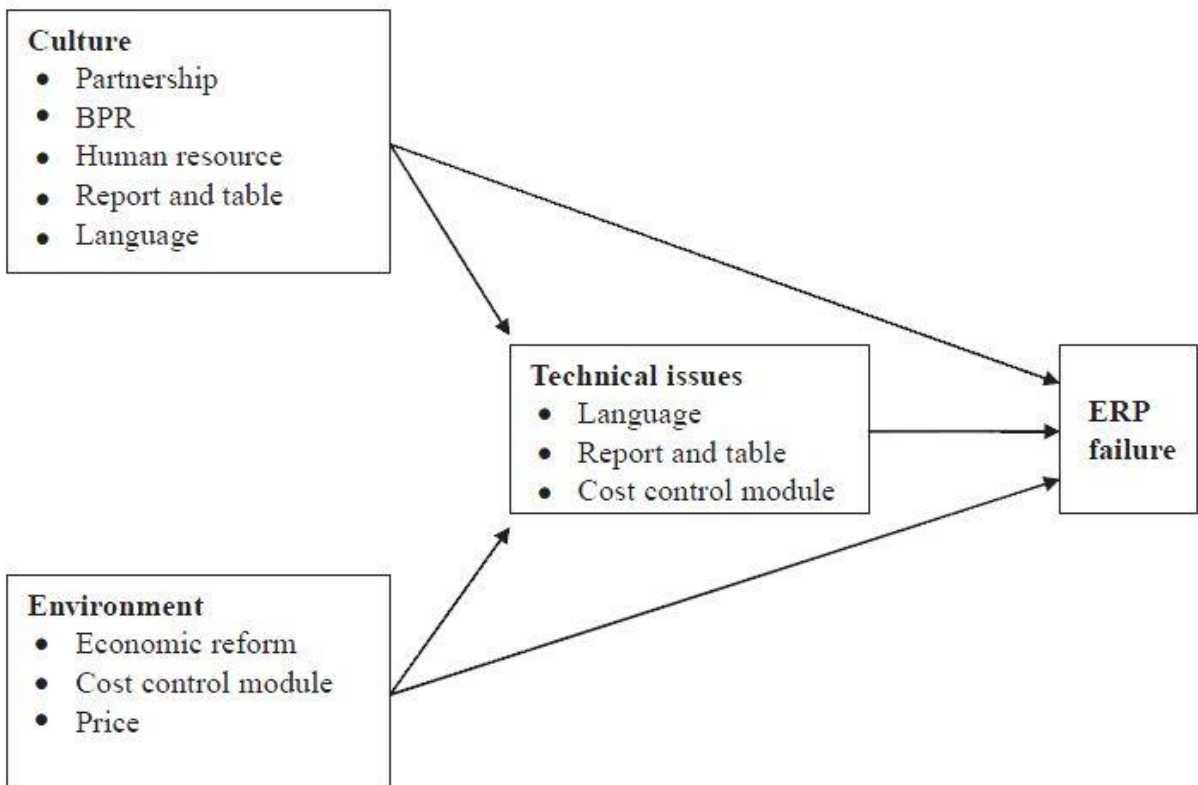 Culture
• Partnership
• BPR
• Human resource
• Report and table
• Language
Technical issues
• Language
• Report and table
• Cost control module
ERP
failure
Environment
• Economic reform
• Cost control module
• Price